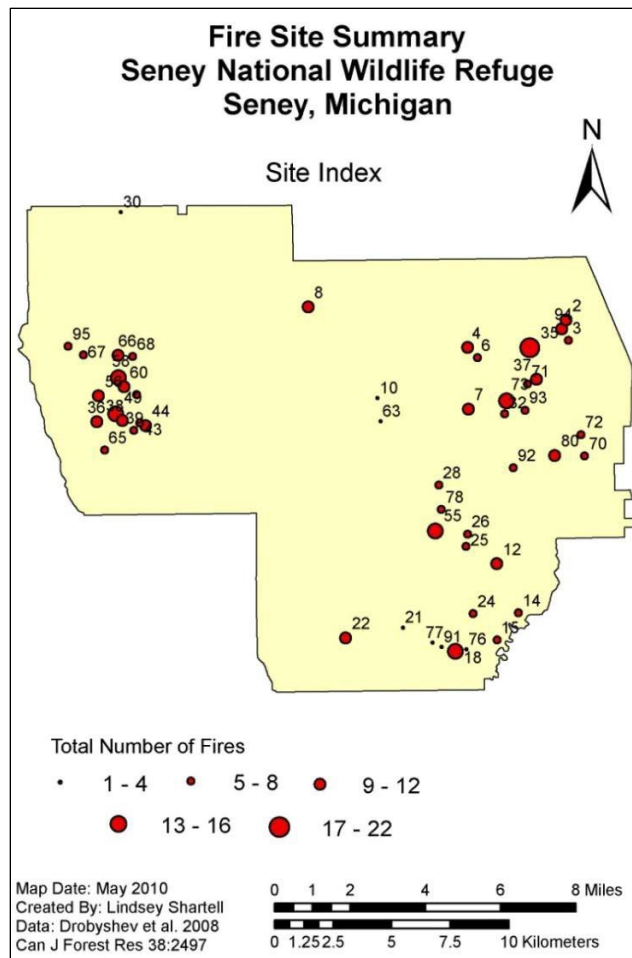 Fire Site Summary
Seney National Wildlife Refuge
Seney, Michigan
N
Site Index
30
8
2
94
35
3
4
6
95
66
68
67
58
60
37
71
10
73
93
7
49
63
36
38
39
44
43
72
65
80
70
92
28
78
55
26
25
12
24
14
21
22
15
77
91
76
18
Total Number of Fires
1 - 4
5 - 8
9 - 12
13 - 16
17 - 22
Map Date: May 2010
Created By: Lindsey Shartell
Data: Drobyshev et al. 2008
Can J Forest Res 38:2497
0 1 2 4 6 8 Miles
0 1.25 2.5 5 7.5 10 Kilometers